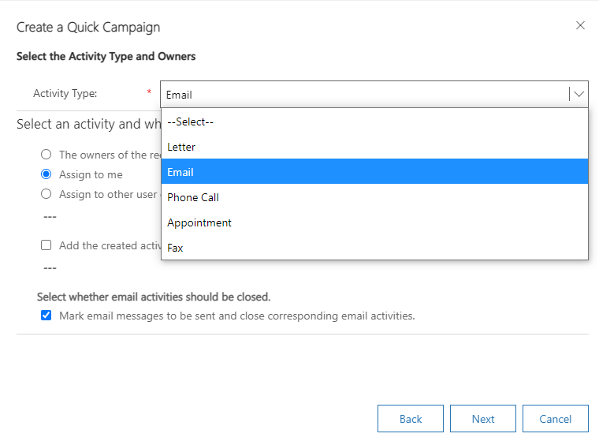 Create a Quick Campaign
Select the Activity Type and Owners
Activity Type: * Email
--Select--
Select an activity and wh
Letter
The owners of the re
Email
Assign to me
Phone Call
Assign to other user
Appointment
---
Add the created activ
Fax
---
Select whether email activities should be closed.
Mark email messages to be sent and close corresponding email activities.
Back Next Cancel